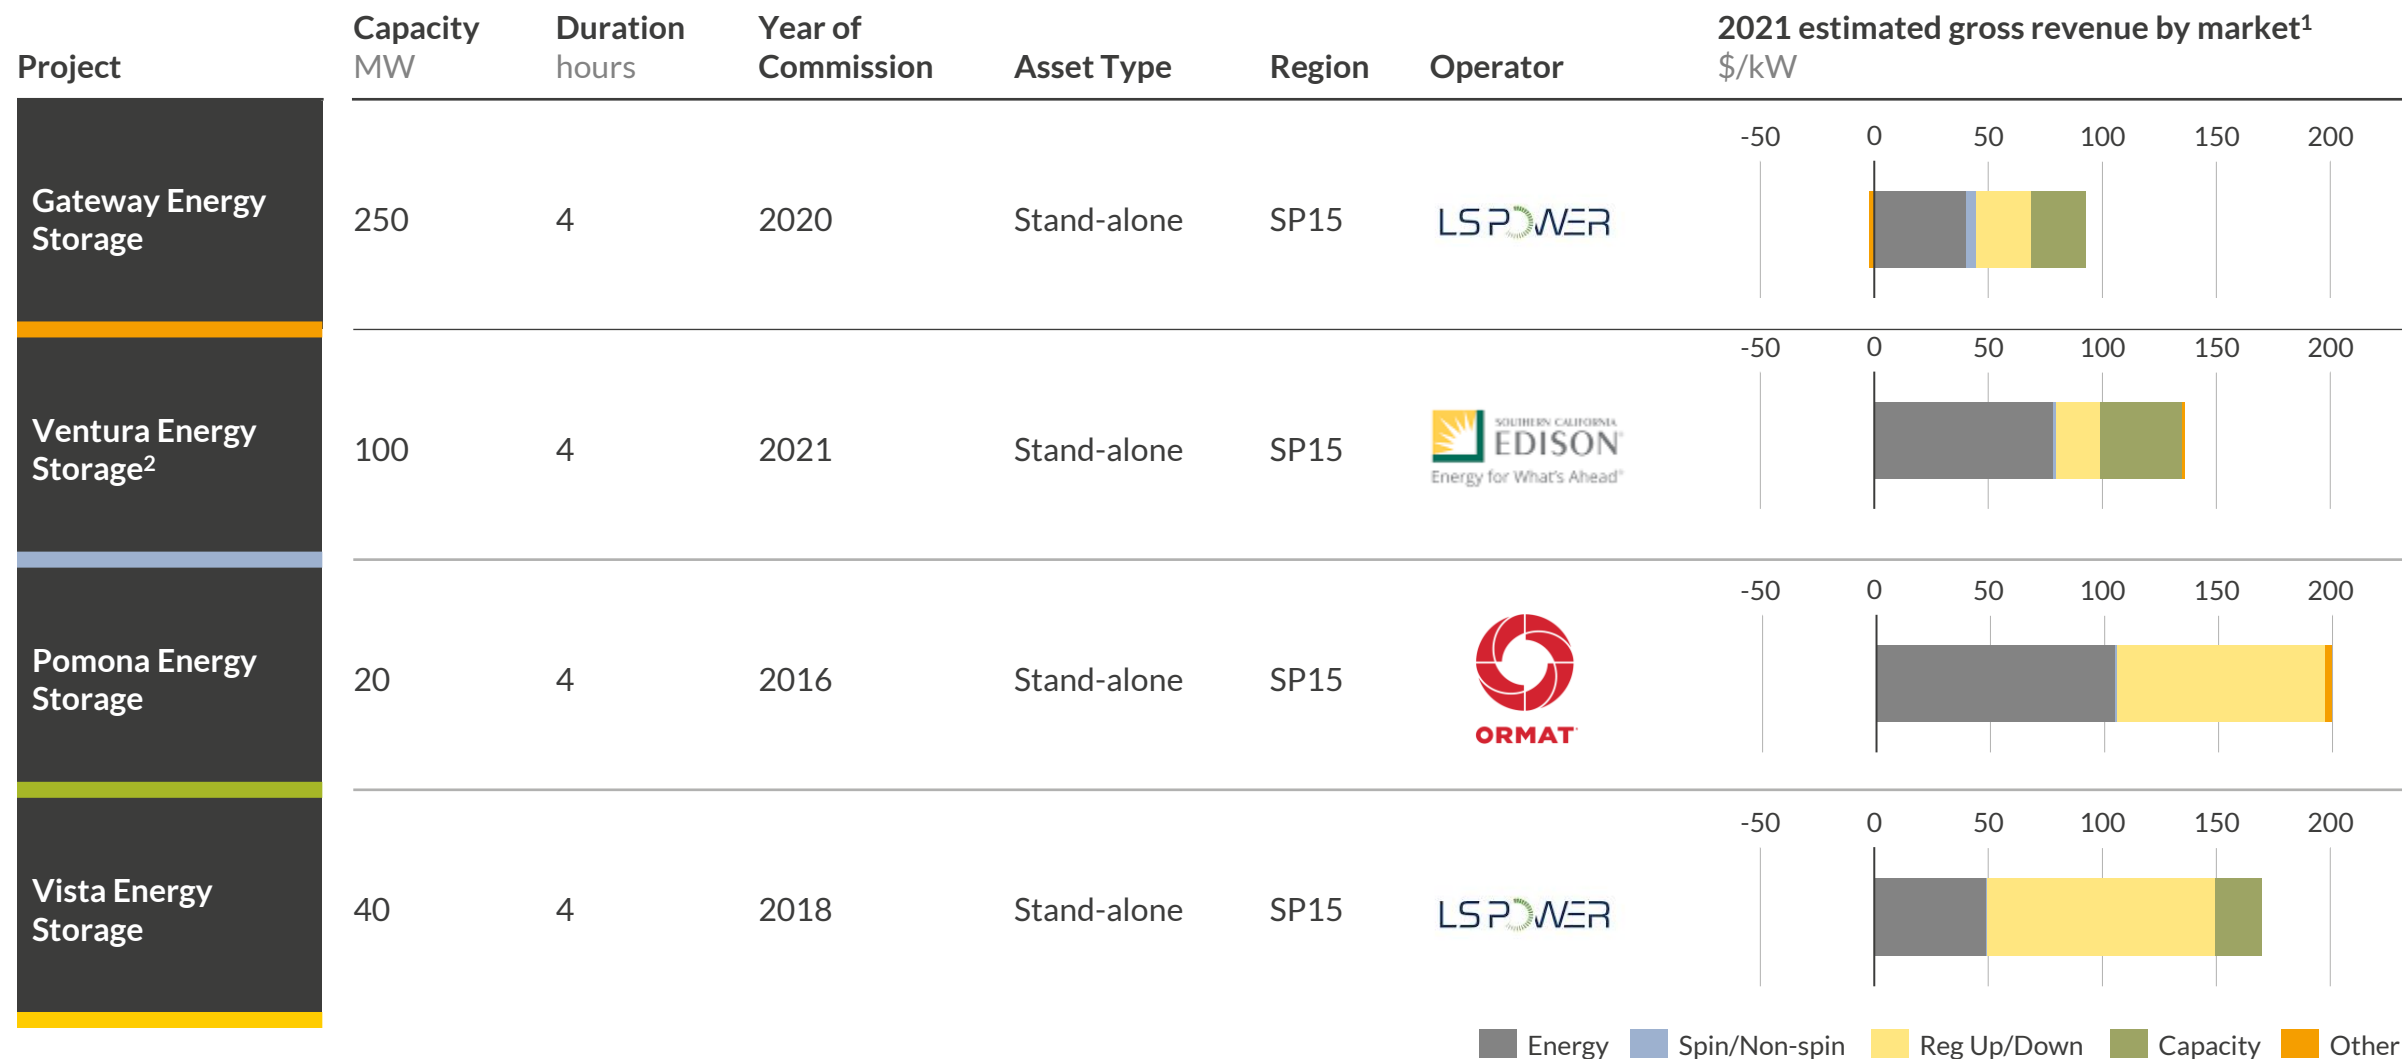 Project
Capacity
MW
Duration
hours
Year of
Commission
Asset Type
Region
Operator
2021 estimated gross revenue by market¹
$/kW
Gateway Energy
Storage
250
4
2020
Stand-alone
SP15
LS POWER
-50 0 50 100 150 200
Ventura Energy
Storage²
100
4
2021
Stand-alone
SP15
SOUTHERN CALIFORNIA
EDISON®
Energy for What's Ahead®
-50 0 50 100 150 200
Pomona Energy
Storage
20
4
2016
Stand-alone
SP15
ORMAT
-50 0 50 100 150 200
Vista Energy
Storage
40
4
2018
Stand-alone
SP15
LS POWER
-50 0 50 100 150 200
Energy Spin/Non-spin Reg Up/Down Capacity Other